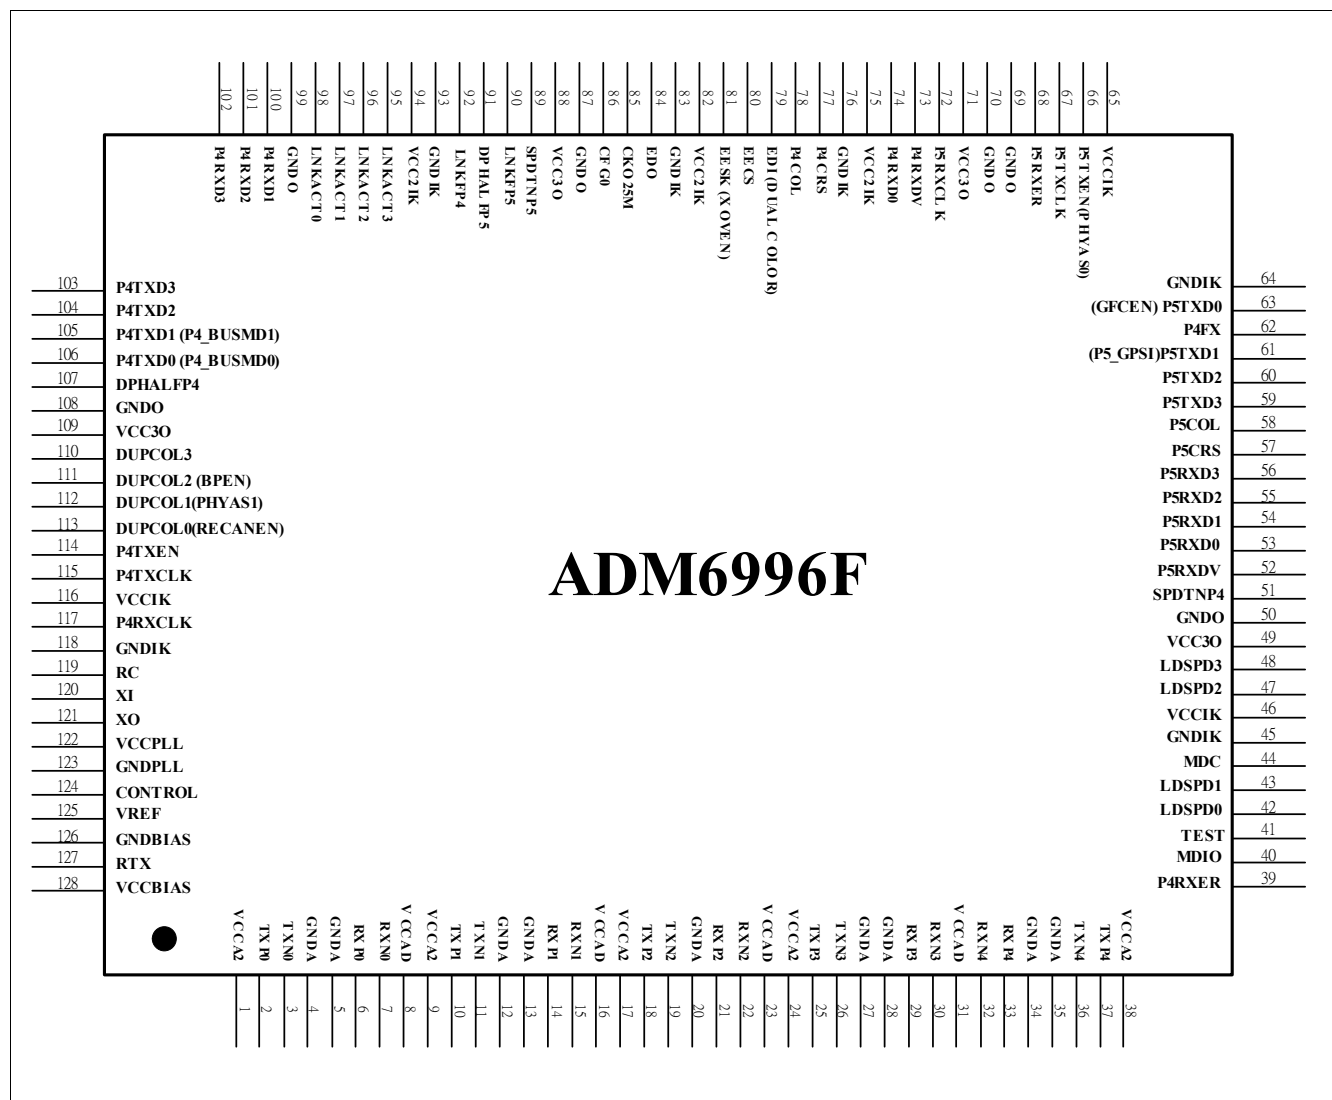 102 101 100 99 98 97 96 95 94 93 92 91 90 89 88 87 86 85 84 83 82 81 80 79 78 77 76 75 74 73 72 71 70 69 68 67 66 65
P4RXD3
P4RXD2
P4RXD1
GNDO
LNKACT0
LNKACT1
LNKACT2
LNKACT3
VCC2IK
GNDIK
LNKFP4
DPHALFP5
LNKFP5
SPDTNP5
VCC3O
GNDO
CFG0
CKO25M
EDO
GNDIK
VCC2IK
EESK (XOVEN)
EECS
EDI (DUALCOLOR)
P4COL
P4CRS
GNDIK
VCC2IK
P4RXD0
P4RXDV
P5RXCLK
VCC3O
GNDO
GNDO
P5RXER
P5TXCLK
P5TXEN(PHYAS0)
VCCIK
103 P4TXD3
104 P4TXD2
105 P4TXD1 (P4_BUSMD1)
106 P4TXD0 (P4_BUSMD0)
107 DPHALFP4
108 GNDO
109 VCC3O
110 DUPCOL3
111 DUPCOL2 (BPEN)
112 DUPCOL1(PHYAS1)
113 DUPCOL0(RECANEN)
114 P4TXEN
115 P4TXCLK
116 VCCIK
117 P4RXCLK
118 GNDIK
119 RC
120 XI
121 XO
122 VCCPLL
123 GNDPLL
124 CONTROL
125 VREF
126 GNDBIAS
127 RTX
128 VCCBIAS
ADM6996F
GNDIK 64
(GFCEN) P5TXD0 63
P4FX 62
(P5_GPSI)P5TXD1 61
P5TXD2 60
P5TXD3 59
P5COL 58
P5CRS 57
P5RXD3 56
P5RXD2 55
P5RXD1 54
P5RXD0 53
P5RXDV 52
SPDTNP4 51
GNDO 50
VCC3O 49
LDSPD3 48
LDSPD2 47
VCCIK 46
GNDIK 45
MDC 44
LDSPD1 43
LDSPD0 42
TEST 41
MDIO 40
P4RXER 39
VCCA2
TXP0
TXN0
GNDA
GNDA
RXP0
RXN0
VCCAD
VCCA2
TXP1
TXN1
GNDA
GNDA
RXP1
RXN1
VCCAD
VCCA2
TXP2
TXN2
GNDA
RXP2
RXN2
VCCAD
VCCA2
TXP3
TXN3
GNDA
GNDA
RXP3
RXN3
VCCAD
RXN4
RXP4
GNDA
GNDA
TXN4
TXP4
VCCA2
1 2 3 4 5 6 7 8 9 10 11 12 13 14 15 16 17 18 19 20 21 22 23 24 25 26 27 28 29 30 31 32 33 34 35 36 37 38